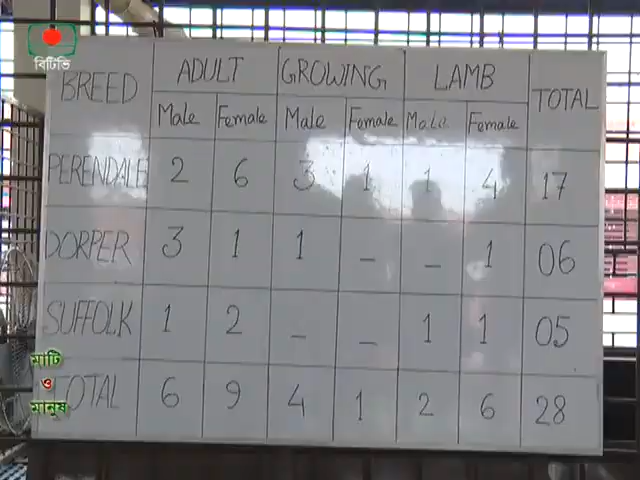 বিটিভি
BREED ADULT GROWING LAMB TOTAL
Male Female Male Female Male Female
PERENDALE 2 6 3 1 1 4 17
DORPER 3 1 1 - - 1 06
SUFFOLK 1 2 - - 1 1 05
TOTAL 6 9 4 1 2 6 28
মাটি
ও
মানুষ